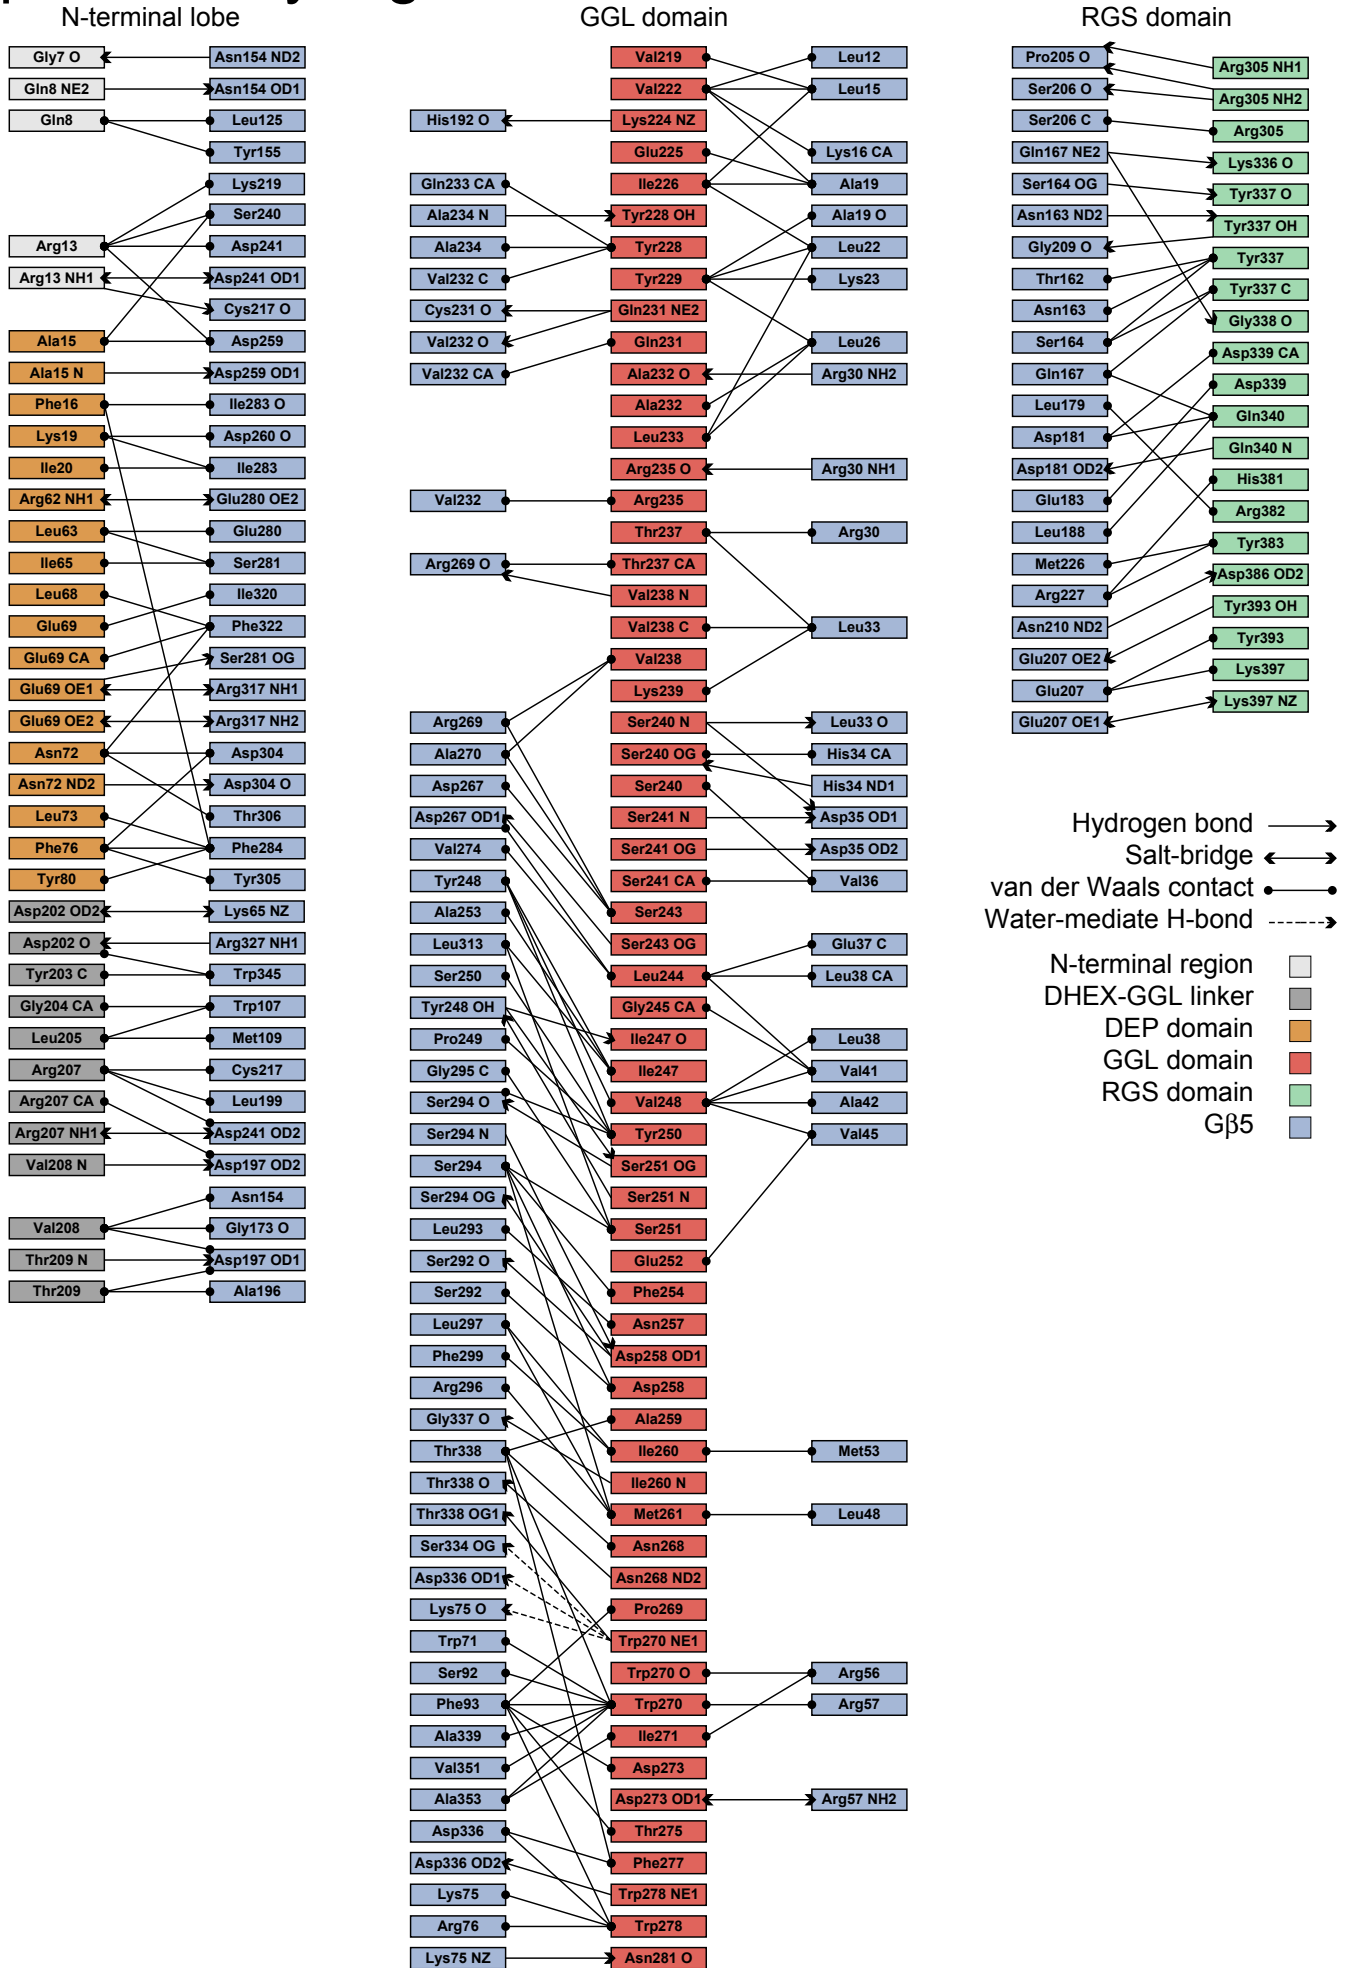 N-terminal lobe
Gly7 O Asn154 ND2
Gln8 NE2 Asn154 OD1
Gln8 Leu125
Tyr155
Lys219
Ser240
Arg13 Asp241
Arg13 NH1 Asp241 OD1
Cys217 O
Ala15 Asp259
Ala15 N Asp259 OD1
Phe16 Ile283 O
Lys19 Asp260 O
Ile20 Ile283
Arg62 NH1 Glu280 OE2
Leu63 Glu280
Ile65 Ser281
Leu68 Ile320
Glu69 Phe322
Glu69 CA Ser281 OG
Glu69 OE1 Arg317 NH1
Glu69 OE2 Arg317 NH2
Asn72 Asp304
Asn72 ND2 Asp304 O
Leu73 Thr306
Phe76 Phe284
Tyr80 Tyr305
Asp202 OD2 Lys65 NZ
Asp202 O Arg327 NH1
Tyr203 C Trp345
Gly204 CA Trp107
Leu205 Met109
Arg207 Cys217
Arg207 CA Leu199
Arg207 NH1 Asp241 OD2
Val208 N Asp197 OD2
Asn154
Val208 Gly173 O
Thr209 N Asp197 OD1
Thr209 Ala196
GGL domain
Val219 Leu12
Val222 Leu15
His192 O Lys224 NZ
Glu225 Lys16 CA
Gln233 CA Ile226 Ala19
Ala234 N Tyr228 OH Ala19 O
Ala234 Tyr228 Leu22
Val232 C Tyr229 Lys23
Cys231 O Gln231 NE2
Val232 O Gln231 Leu26
Val232 CA Ala232 O Arg30 NH2
Ala232
Leu233
Arg235 O Arg30 NH1
Val232 Arg235
Thr237 Arg30
Arg269 O Thr237 CA
Val238 N
Val238 C Leu33
Val238
Lys239
Arg269 Ser240 N Leu33 O
Ala270 Ser240 OG His34 CA
Asp267 Ser240 His34 ND1
Asp267 OD1 Ser241 N Asp35 OD1
Val274 Ser241 OG Asp35 OD2
Tyr248 Ser241 CA Val36
Ala253 Ser243
Leu313 Ser243 OG Glu37 C
Ser250 Leu244 Leu38 CA
Tyr248 OH Gly245 CA
Pro249 Ile247 O Leu38
Gly295 C Ile247 Val41
Ser294 O Val248 Ala42
Ser294 N Tyr250 Val45
Ser294 Ser251 OG
Ser294 OG Ser251 N
Leu293 Ser251
Ser292 O Glu252
Ser292 Phe254
Leu297 Asn257
Phe299 Asp258 OD1
Arg296 Asp258
Gly337 O Ala259
Thr338 Ile260 Met53
Thr338 O Ile260 N
Thr338 OG1 Met261 Leu48
Ser334 OG Asn268
Asp336 OD1 Asn268 ND2
Lys75 O Pro269
Trp71 Trp270 NE1
Ser92 Trp270 O Arg56
Phe93 Trp270 Arg57
Ala339 Ile271
Val351 Asp273
Ala353 Asp273 OD1 Arg57 NH2
Asp336 Thr275
Asp336 OD2 Phe277
Lys75 Trp278 NE1
Arg76 Trp278
Lys75 NZ Asn281 O
RGS domain
Pro205 O Arg305 NH1
Ser206 O Arg305 NH2
Ser206 C Arg305
Gln167 NE2 Lys336 O
Ser164 OG Tyr337 O
Asn163 ND2 Tyr337 OH
Gly209 O Tyr337
Thr162 Tyr337 C
Asn163 Gly338 O
Ser164 Asp339 CA
Gln167 Asp339
Leu179 Gln340
Asp181 Gln340 N
Asp181 OD2 His381
Glu183 Arg382
Leu188 Tyr383
Met226 Asp386 OD2
Arg227 Tyr393 OH
Asn210 ND2 Tyr393
Glu207 OE2 Lys397
Glu207 Lys397 NZ
Glu207 OE1
Hydrogen bond
Salt-bridge
van der Waals contact
Water-mediate H-bond
N-terminal region
DHEX-GGL linker
DEP domain
GGL domain
RGS domain
Gβ5